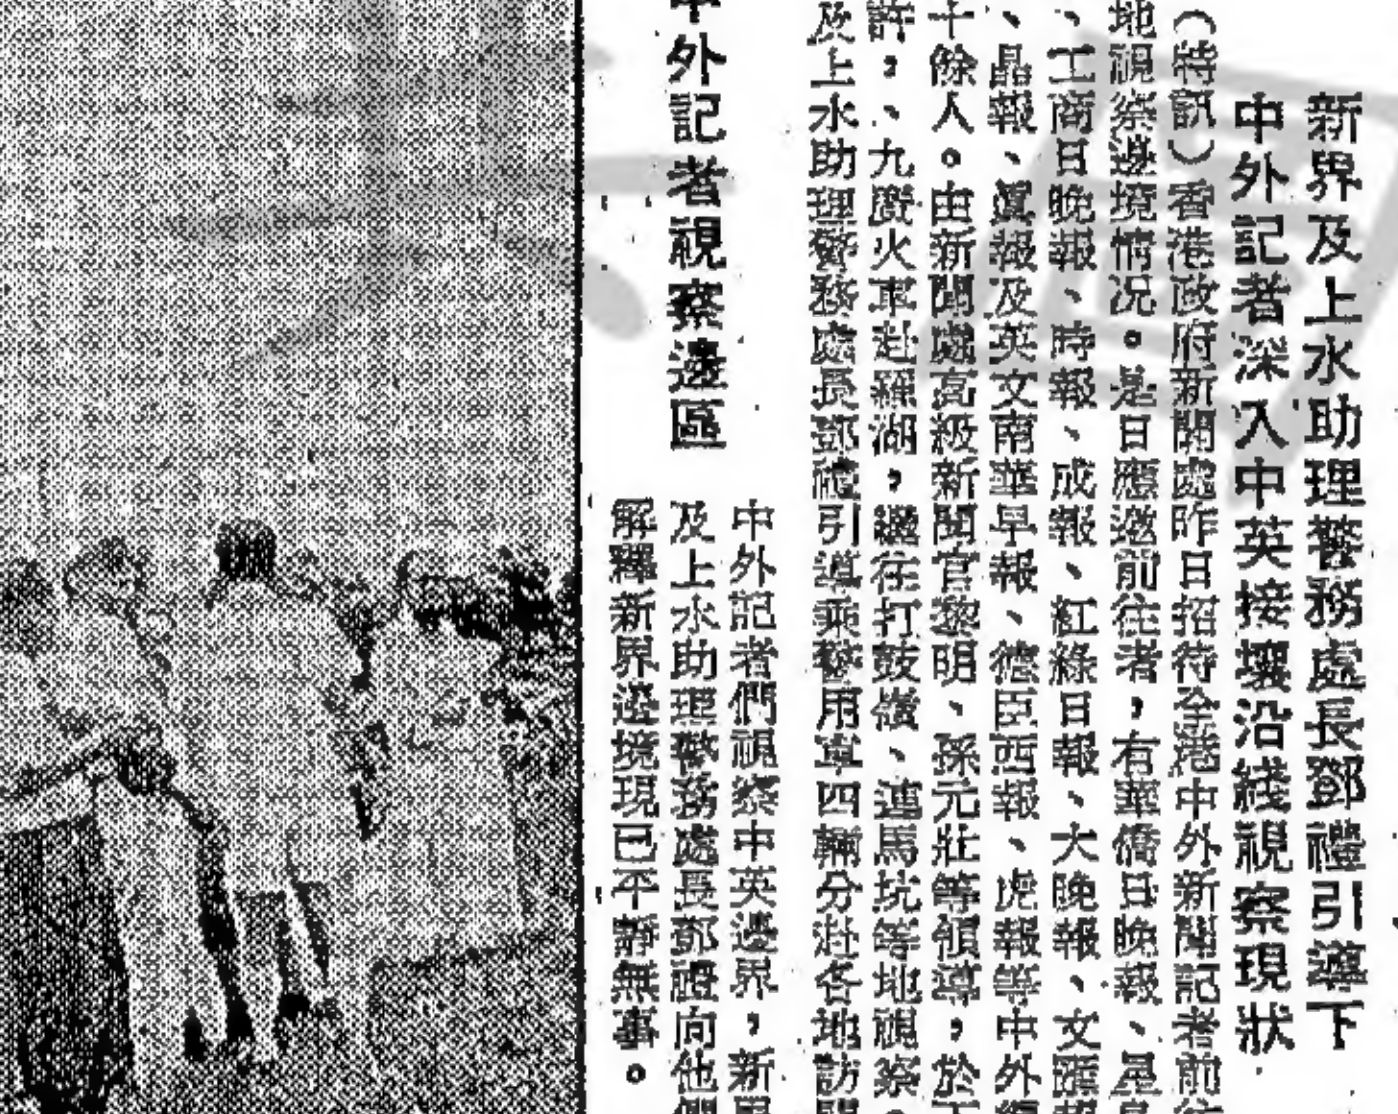 新界及上水助理警務處長鄧禮引導下
中外記者深入中英接壤沿綫視察現狀
（特訊）香港政府新聞處昨日招待全港中外新聞記者前往
地視察邊境情况。是日應邀前往者，有華僑日晚報、星島
、工商日晚報、時報、成報、紅綠日報、大晚報、文匯報
、晶報、眞報及英文南華早報、德臣西報、虎報等中外
十餘人。由新聞處高級新聞官黎明、孫元壯等領導，於
許，、九廣火車赴羅湖，繼往打鼓嶺、蓮馬坑等地視察。
及上水助理警務處長鄧禮引導乘警用車四輛分赴各地訪問
中外記者視察邊區
中外記者們視察中英邊界，新界
及上水助理警務處長鄧禮向他們
解釋新界邊境現已平靜無事。